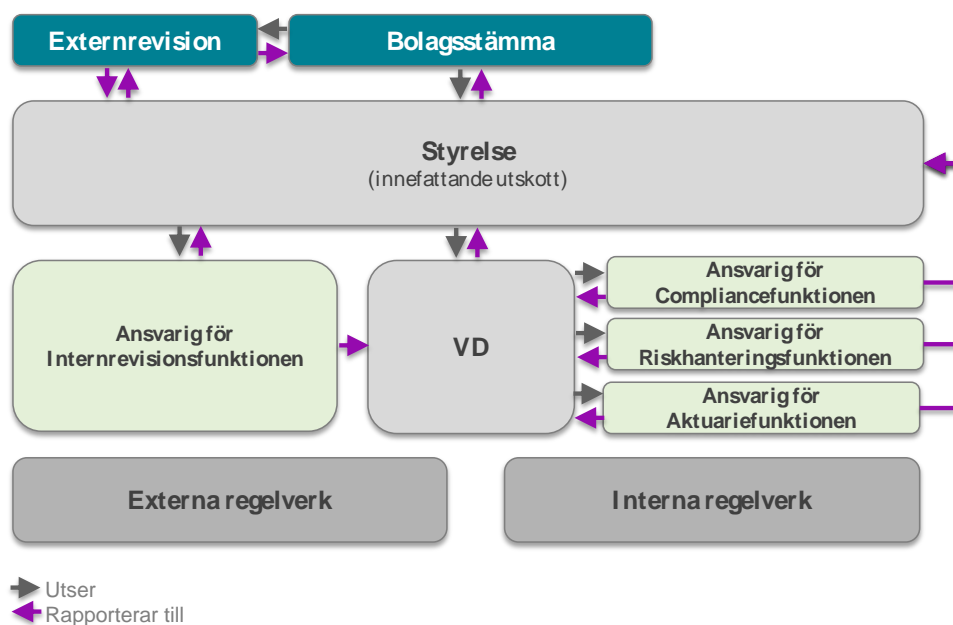 Externrevision
Bolagsstämma
Styrelse
(innefattande utskott)
Ansvarig för
Internrevisionsfunktionen
VD
Ansvarig för
Compliancefunktionen
Ansvarig för
Riskhanteringsfunktionen
Ansvarig för
Aktuariefunktionen
Externa regelverk
Interna regelverk
Utser
Rapporterar till